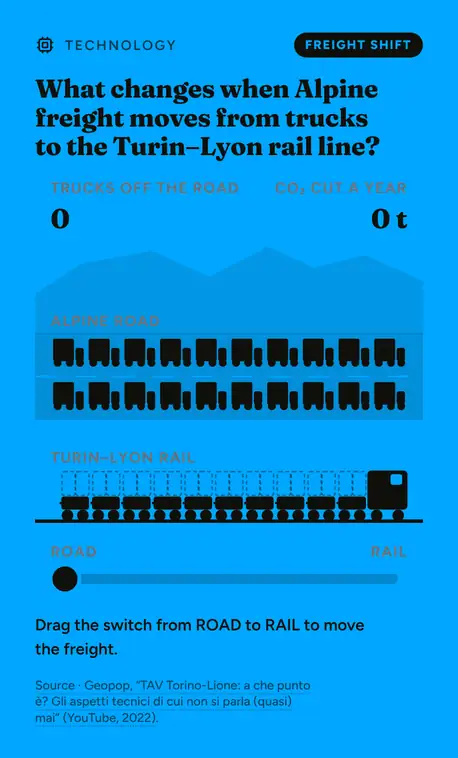 TECHNOLOGY
FREIGHT SHIFT
What changes when Alpine
freight moves from trucks
to the Turin–Lyon rail line?
TRUCKS OFF THE ROAD
CO₂ CUT A YEAR
0
0 t
ALPINE ROAD
TURIN–LYON RAIL
ROAD
RAIL
Drag the switch from ROAD to RAIL to move
the freight.
Source · Geopop, “TAV Torino-Lione: a che punto
è? Gli aspetti tecnici di cui non si parla (quasi)
mai” (YouTube, 2022).